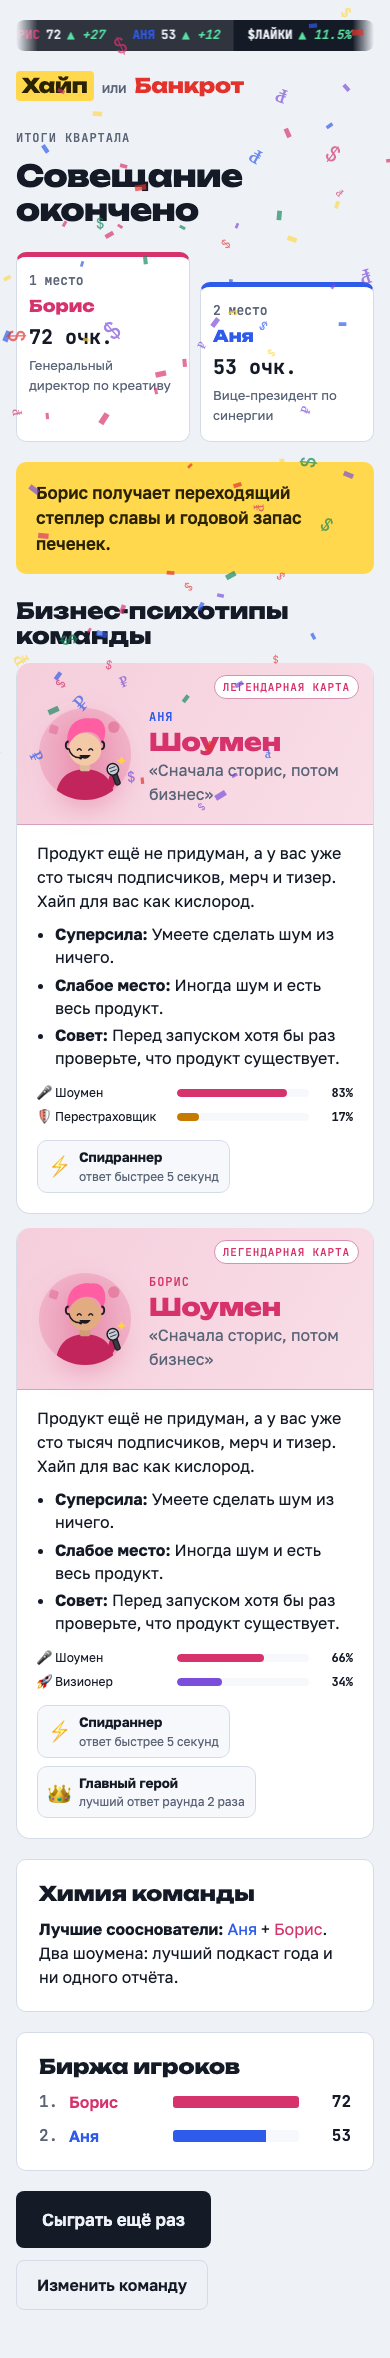 РИС 72 ▲ +27 АНЯ 53 ▲ +12 $ЛАЙКИ ▲ 11.5%
Хайп или Банкрот
ИТОГИ КВАРТАЛА
Совещание
окончено
1 место
Борис
72 очк.
Генеральный
директор по креативу
2 место
Аня
53 очк.
Вице-президент по
синергии
Борис получает переходящий
степлер славы и годовой запас
печенек.
Бизнес-психотипы
команды
ЛЕГЕНДАРНАЯ КАРТА
АНЯ
Шоумен
«Сначала сторис, потом
бизнес»
Продукт ещё не придуман, а у вас уже
сто тысяч подписчиков, мерч и тизер.
Хайп для вас как кислород.
• Суперсила: Умеете сделать шум из
ничего.
• Слабое место: Иногда шум и есть
весь продукт.
• Совет: Перед запуском хотя бы раз
проверьте, что продукт существует.
🎤 Шоумен 83%
🛡️ Перестраховщик 17%
⚡ Спидраннер
ответ быстрее 5 секунд
ЛЕГЕНДАРНАЯ КАРТА
БОРИС
Шоумен
«Сначала сторис, потом
бизнес»
Продукт ещё не придуман, а у вас уже
сто тысяч подписчиков, мерч и тизер.
Хайп для вас как кислород.
• Суперсила: Умеете сделать шум из
ничего.
• Слабое место: Иногда шум и есть
весь продукт.
• Совет: Перед запуском хотя бы раз
проверьте, что продукт существует.
🎤 Шоумен 66%
🚀 Визионер 34%
⚡ Спидраннер
ответ быстрее 5 секунд
👑 Главный герой
лучший ответ раунда 2 раза
Химия команды
Лучшие сооснователи: Аня + Борис.
Два шоумена: лучший подкаст года и
ни одного отчёта.
Биржа игроков
1. Борис 72
2. Аня 53
Сыграть ещё раз
Изменить команду